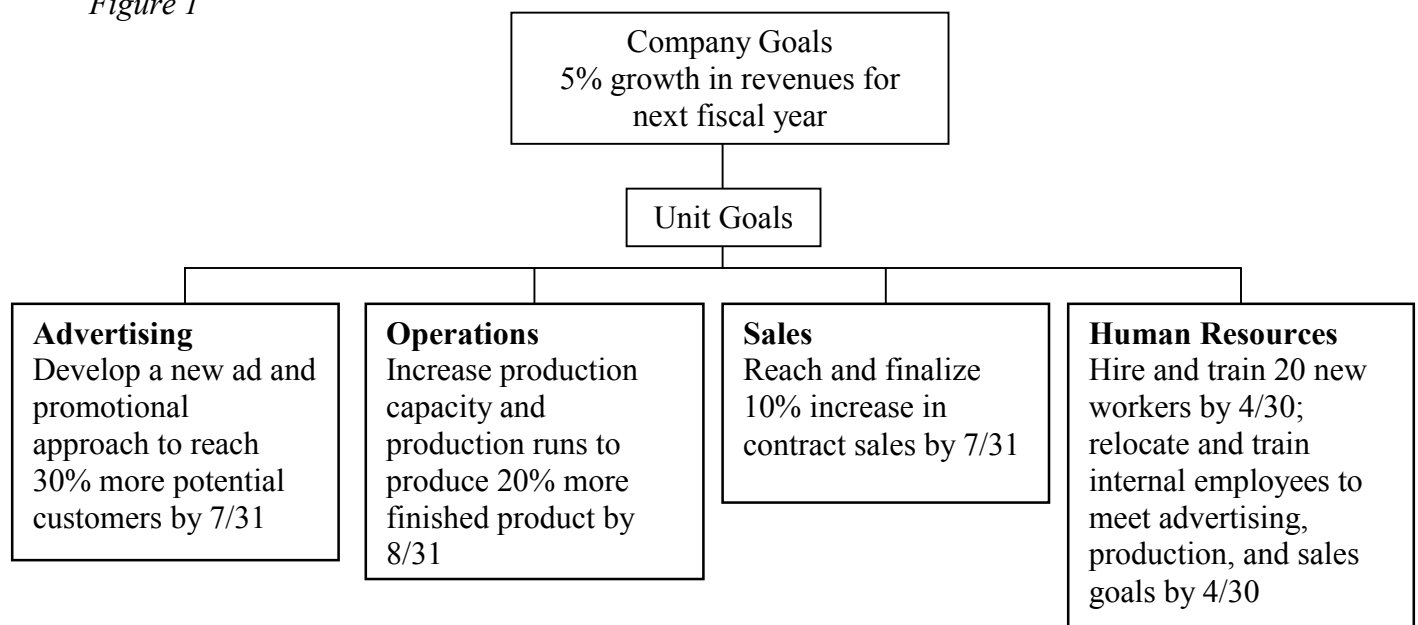 Figure 1
Company Goals
5% growth in revenues for
next fiscal year
Unit Goals
Advertising
Develop a new ad and
promotional
approach to reach
30% more potential
customers by 7/31
Operations
Increase production
capacity and
production runs to
produce 20% more
finished product by
8/31
Sales
Reach and finalize
10% increase in
contract sales by 7/31
Human Resources
Hire and train 20 new
workers by 4/30;
relocate and train
internal employees to
meet advertising,
production, and sales
goals by 4/30